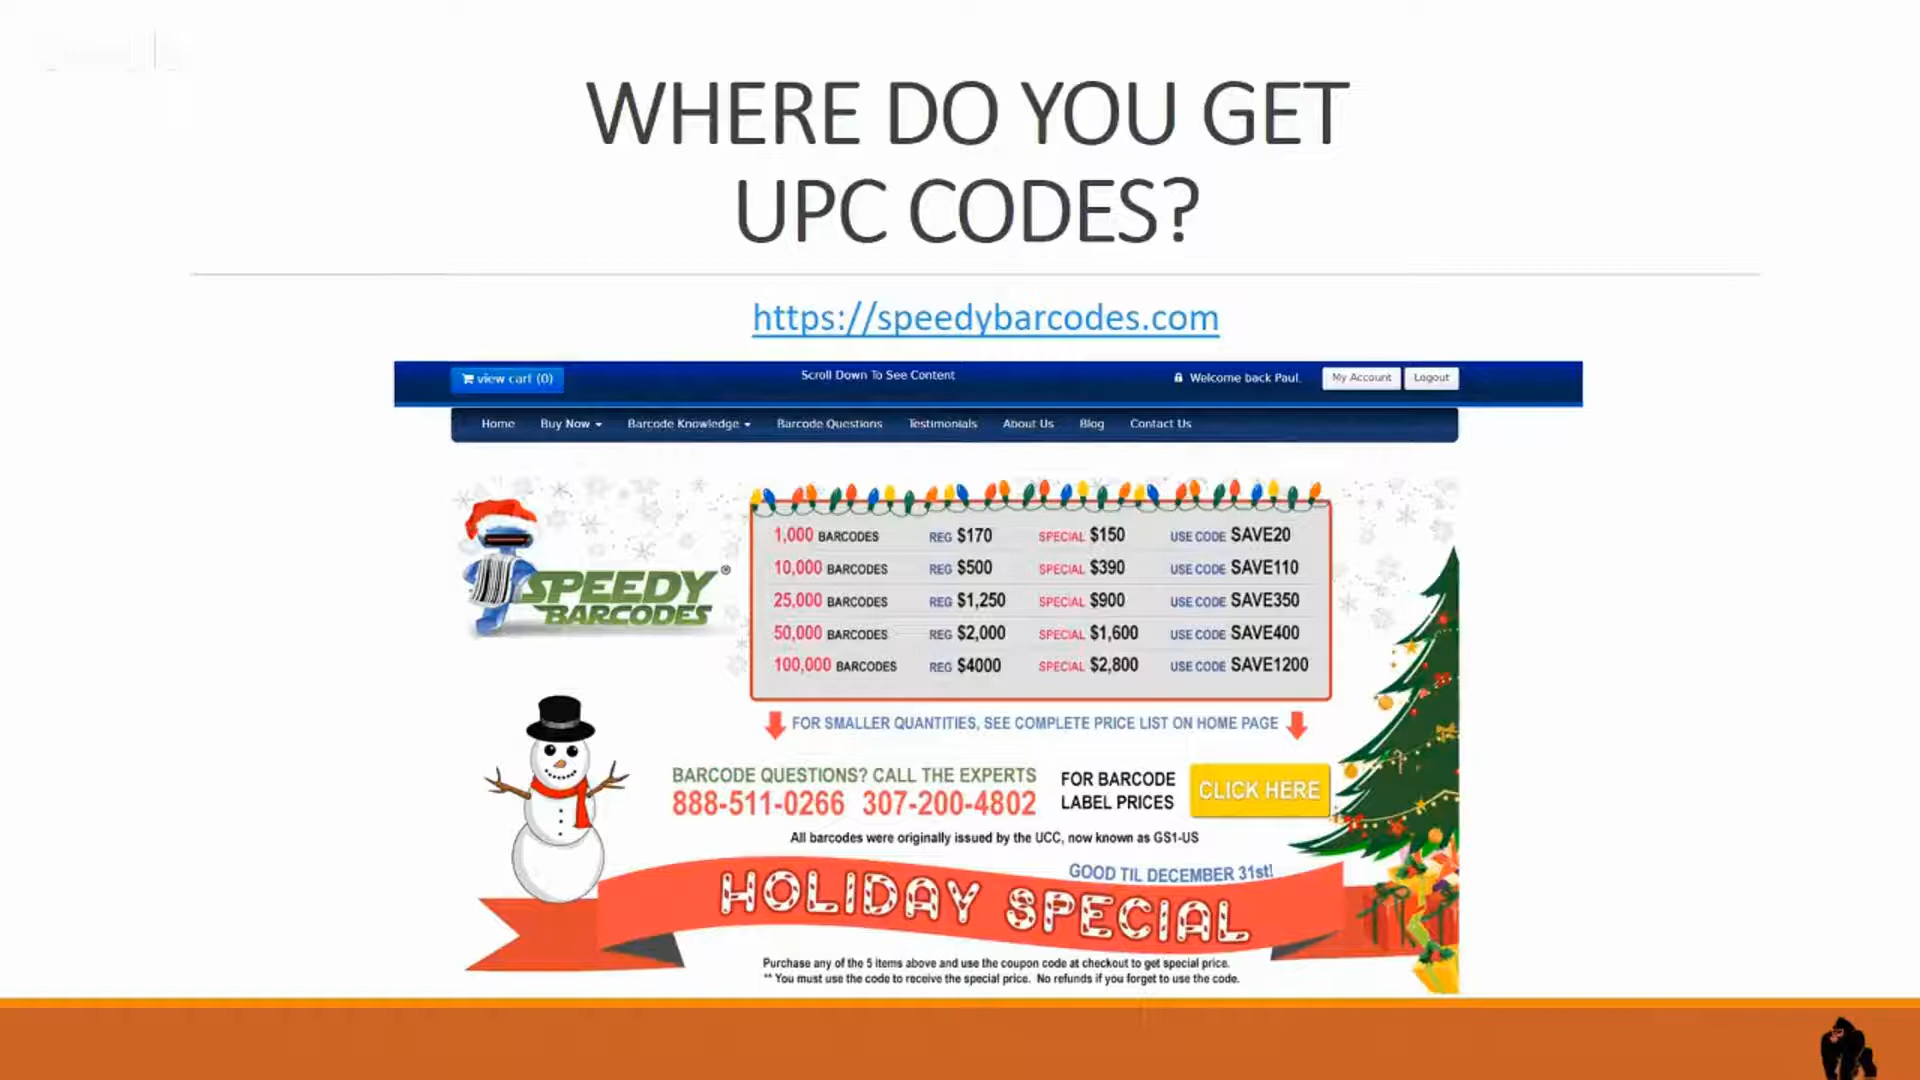 WHERE DO YOU GET
UPC CODES?
https://speedybarcodes.com
view cart (0)
Scroll Down To See Content
Welcome back Paul.
My Account
Logout
Home
Buy Now
Barcode Knowledge
Barcode Questions
Testimonials
About Us
Blog
Contact Us
SPEEDY®
BARCODES
1,000 BARCODES REG $170 SPECIAL $150 USE CODE SAVE20
10,000 BARCODES REG $500 SPECIAL $390 USE CODE SAVE110
25,000 BARCODES REG $1,250 SPECIAL $900 USE CODE SAVE350
50,000 BARCODES REG $2,000 SPECIAL $1,600 USE CODE SAVE400
100,000 BARCODES REG $4000 SPECIAL $2,800 USE CODE SAVE1200
FOR SMALLER QUANTITIES, SEE COMPLETE PRICE LIST ON HOME PAGE
BARCODE QUESTIONS? CALL THE EXPERTS
888-511-0266 307-200-4802
FOR BARCODE
LABEL PRICES
CLICK HERE
All barcodes were originally issued by the UCC, now known as GS1-US
GOOD TIL DECEMBER 31st!
HOLIDAY SPECIAL
Purchase any of the 5 items above and use the coupon code at checkout to get special price.
** You must use the code to receive the special price. No refunds if you forget to use the code.